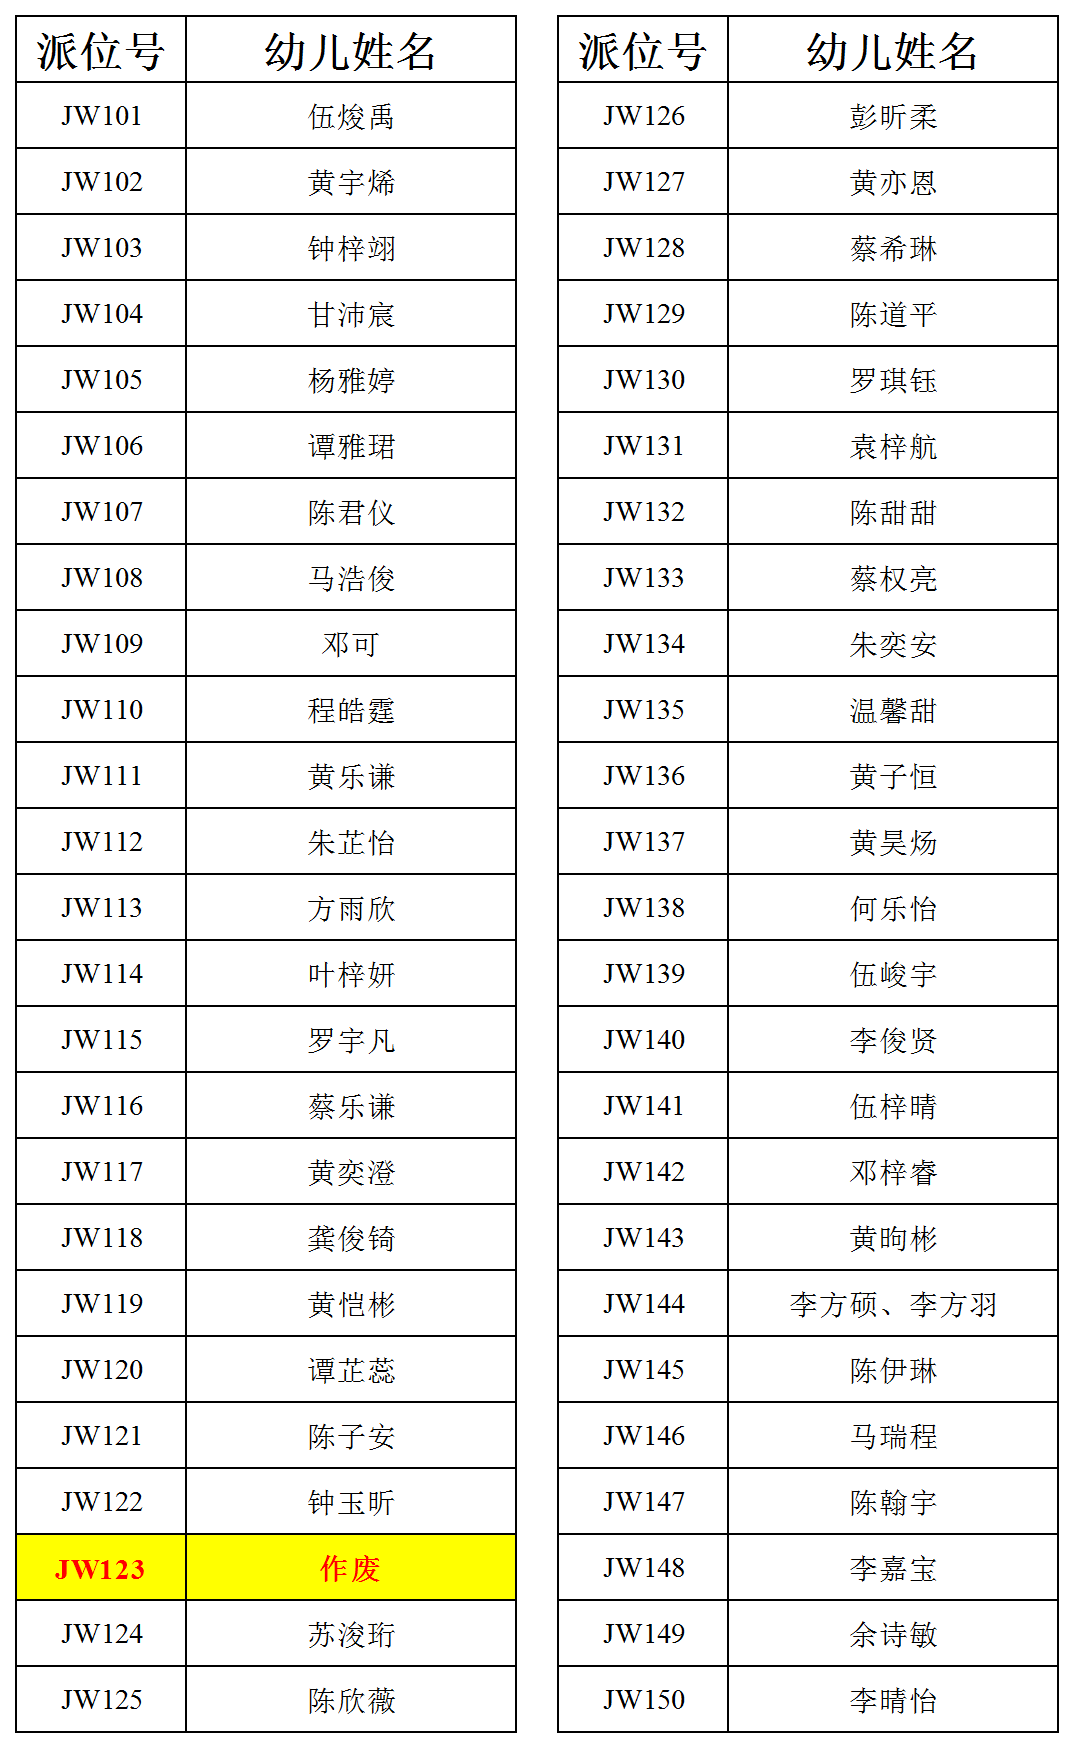 派位号 幼儿姓名
JW101 伍焌禹
JW102 黄宇烯
JW103 钟梓翊
JW104 甘沛宸
JW105 杨雅婷
JW106 谭雅珺
JW107 陈君仪
JW108 马浩俊
JW109 邓可
JW110 程皓霆
JW111 黄乐谦
JW112 朱芷怡
JW113 方雨欣
JW114 叶梓妍
JW115 罗宇凡
JW116 蔡乐谦
JW117 黄奕澄
JW118 龚俊锜
JW119 黄恺彬
JW120 谭芷蕊
JW121 陈子安
JW122 钟玉昕
JW123 作废
JW124 苏浚珩
JW125 陈欣薇
派位号 幼儿姓名
JW126 彭昕柔
JW127 黄亦恩
JW128 蔡希琳
JW129 陈道平
JW130 罗琪钰
JW131 袁梓航
JW132 陈甜甜
JW133 蔡权亮
JW134 朱奕安
JW135 温馨甜
JW136 黄子恒
JW137 黄昊炀
JW138 何乐怡
JW139 伍峻宇
JW140 李俊贤
JW141 伍梓晴
JW142 邓梓睿
JW143 黄昫彬
JW144 李方硕、李方羽
JW145 陈伊琳
JW146 马瑞程
JW147 陈翰宇
JW148 李嘉宝
JW149 余诗敏
JW150 李晴怡